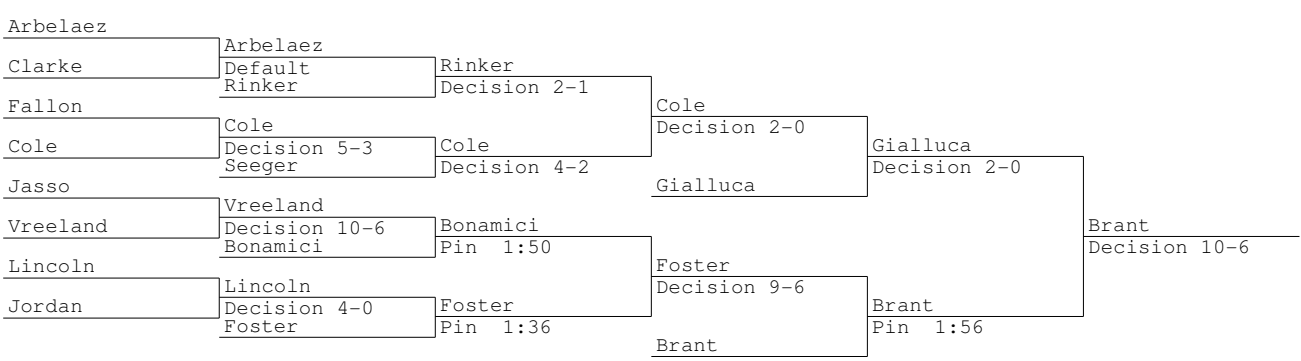 Arbelaez
Clarke
Fallon
Cole
Jasso
Vreeland
Lincoln
Jordan
Arbelaez
Default
Rinker
Cole
Decision 5-3
Seeger
Vreeland
Decision 10-6
Bonamici
Lincoln
Decision 4-0
Foster
Rinker
Decision 2-1
Cole
Decision 4-2
Bonamici
Pin 1:50
Foster
Pin 1:36
Cole
Decision 2-0
Gialluca
Foster
Decision 9-6
Brant
Gialluca
Decision 2-0
Brant
Pin 1:56
Brant
Decision 10-6